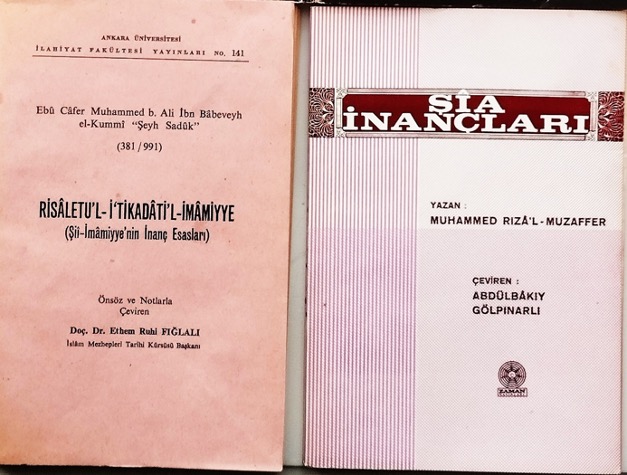 ANKARA ÜNİVERSİTESİ
İLAHİYAT FAKÜLTESİ YAYINLARI NO. 141
Ebû Câfer Muhammed b. Ali İbn Bâbeveyh
el-Kummî "Şeyh Sadûk"
(381/991)
RİSÂLETU'L-İ'TİKADÂTİ'L-İMÂMİYYE
(Şii-İmâmiyye'nin İnanç Esasları)
Önsöz ve Notlarla
Çeviren
Doç. Dr. Ethem Ruhi FIĞLALI
İslâm Mezhepleri Tarihi Kürsüsü Başkanı
ŞİA
İNANÇLARI
YAZAN :
MUHAMMED RIZÂ'L-MUZAFFER
ÇEVİREN :
ABDÜLBÂKIY
GÖLPINARLI
ZAMAN
YAYINLARI